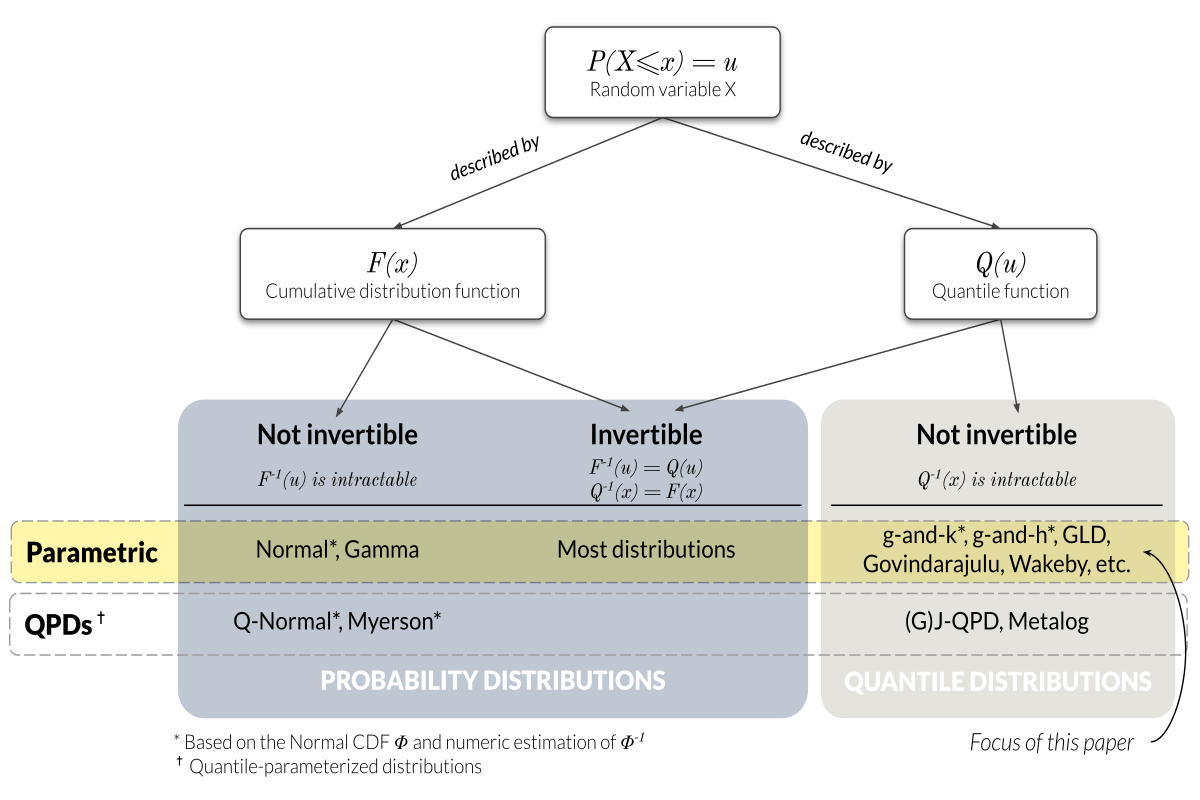 P(X⩽x) = u
Random variable X
described by
described by
F(x)
Cumulative distribution function
Q(u)
Quantile function
Not invertible
F⁻¹(u) is intractable
Invertible
F⁻¹(u) = Q(u)
Q⁻¹(x) = F(x)
Not invertible
Q⁻¹(x) is intractable
Parametric
Normal*, Gamma
Most distributions
g-and-k*, g-and-h*, GLD,
Govindarajulu, Wakeby, etc.
QPDs †
Q-Normal*, Myerson*
(G)J-QPD, Metalog
PROBABILITY DISTRIBUTIONS
QUANTILE DISTRIBUTIONS
* Based on the Normal CDF Φ and numeric estimation of Φ⁻¹
† Quantile-parameterized distributions
Focus of this paper